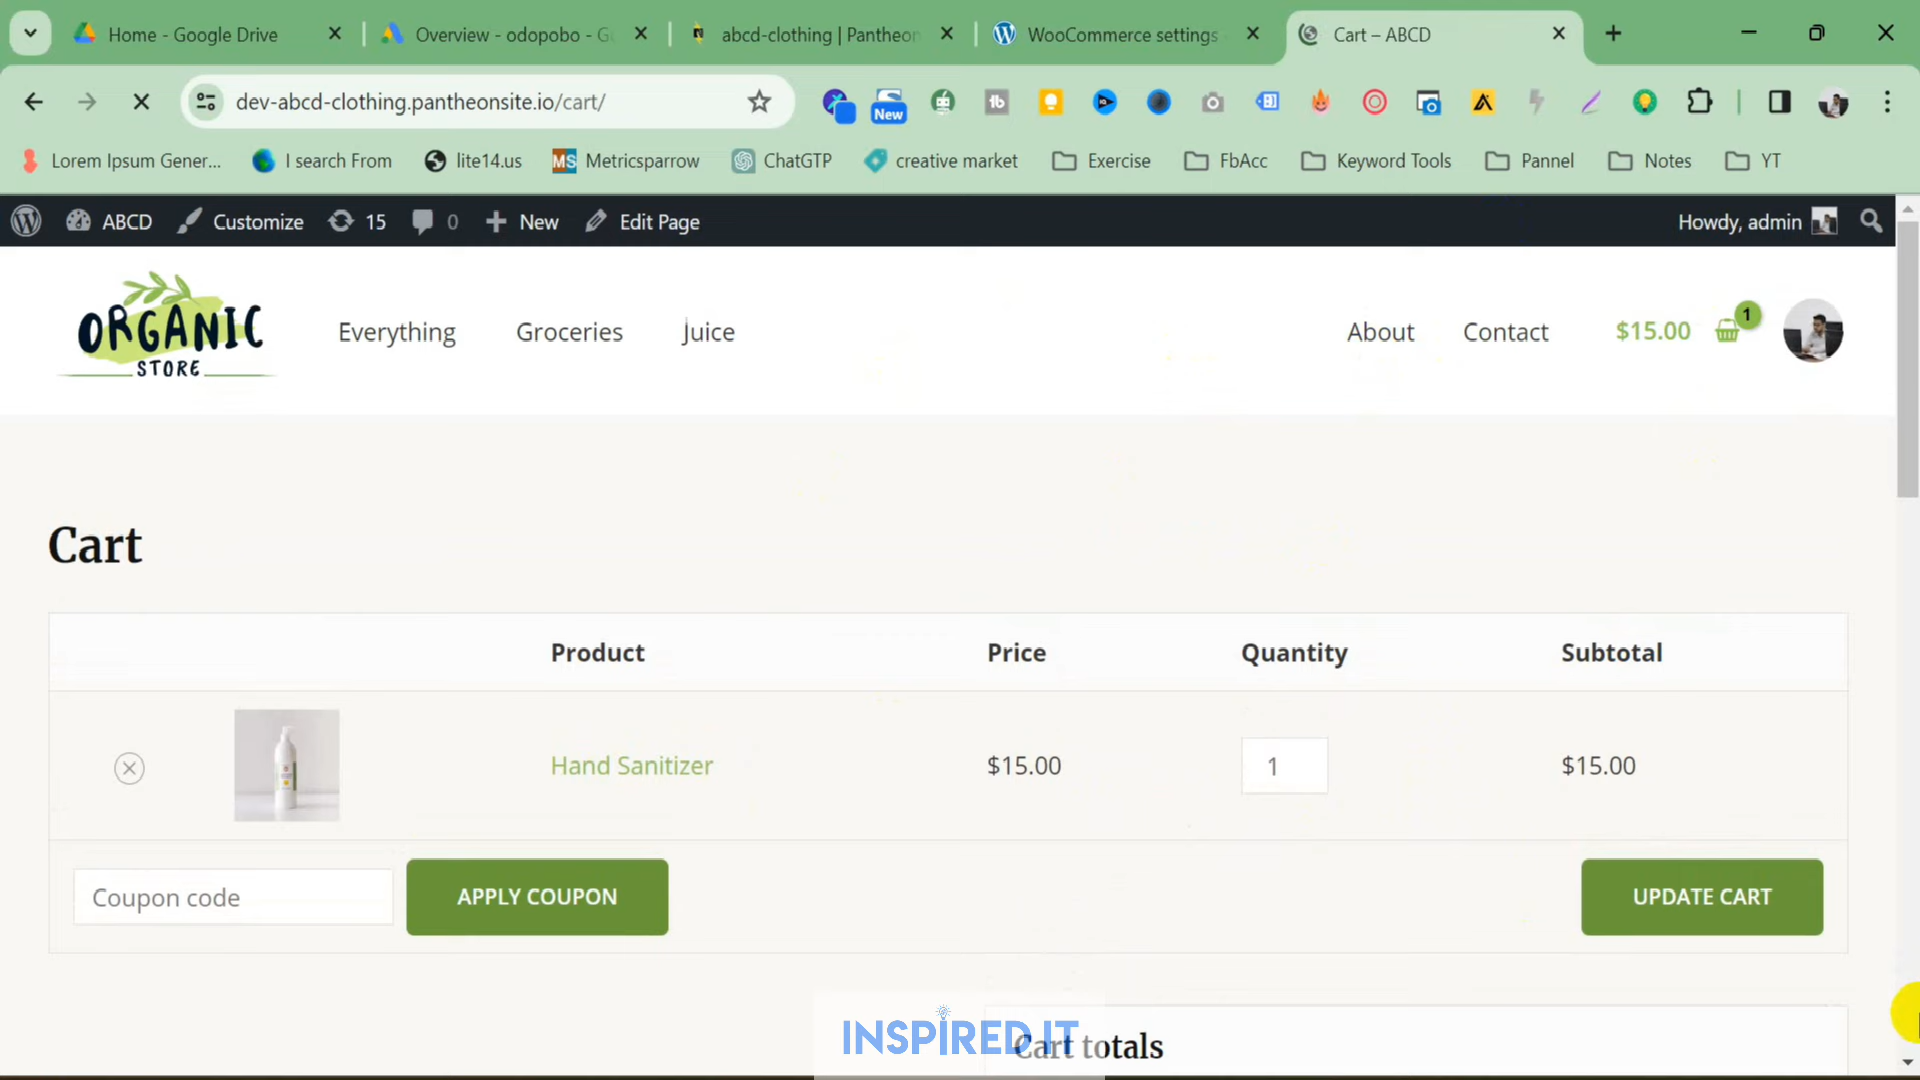 Home - Google Drive
Overview - odopobo - G
abcd-clothing | Pantheon
WooCommerce settings
Cart – ABCD
dev-abcd-clothing.pantheonsite.io/cart/
New
Lorem Ipsum Gener...
I search From
lite14.us
MS Metricsparrow
ChatGTP
creative market
Exercise
FbAcc
Keyword Tools
Pannel
Notes
YT
ABCD
Customize
15
0
New
Edit Page
Howdy, admin
ORGANIC
STORE
Everything
Groceries
Juice
About
Contact
$15.00
1
Cart
Product Price Quantity Subtotal
Hand Sanitizer $15.00 1 $15.00
Coupon code
APPLY COUPON
UPDATE CART
INSPIRED IT
Cart totals